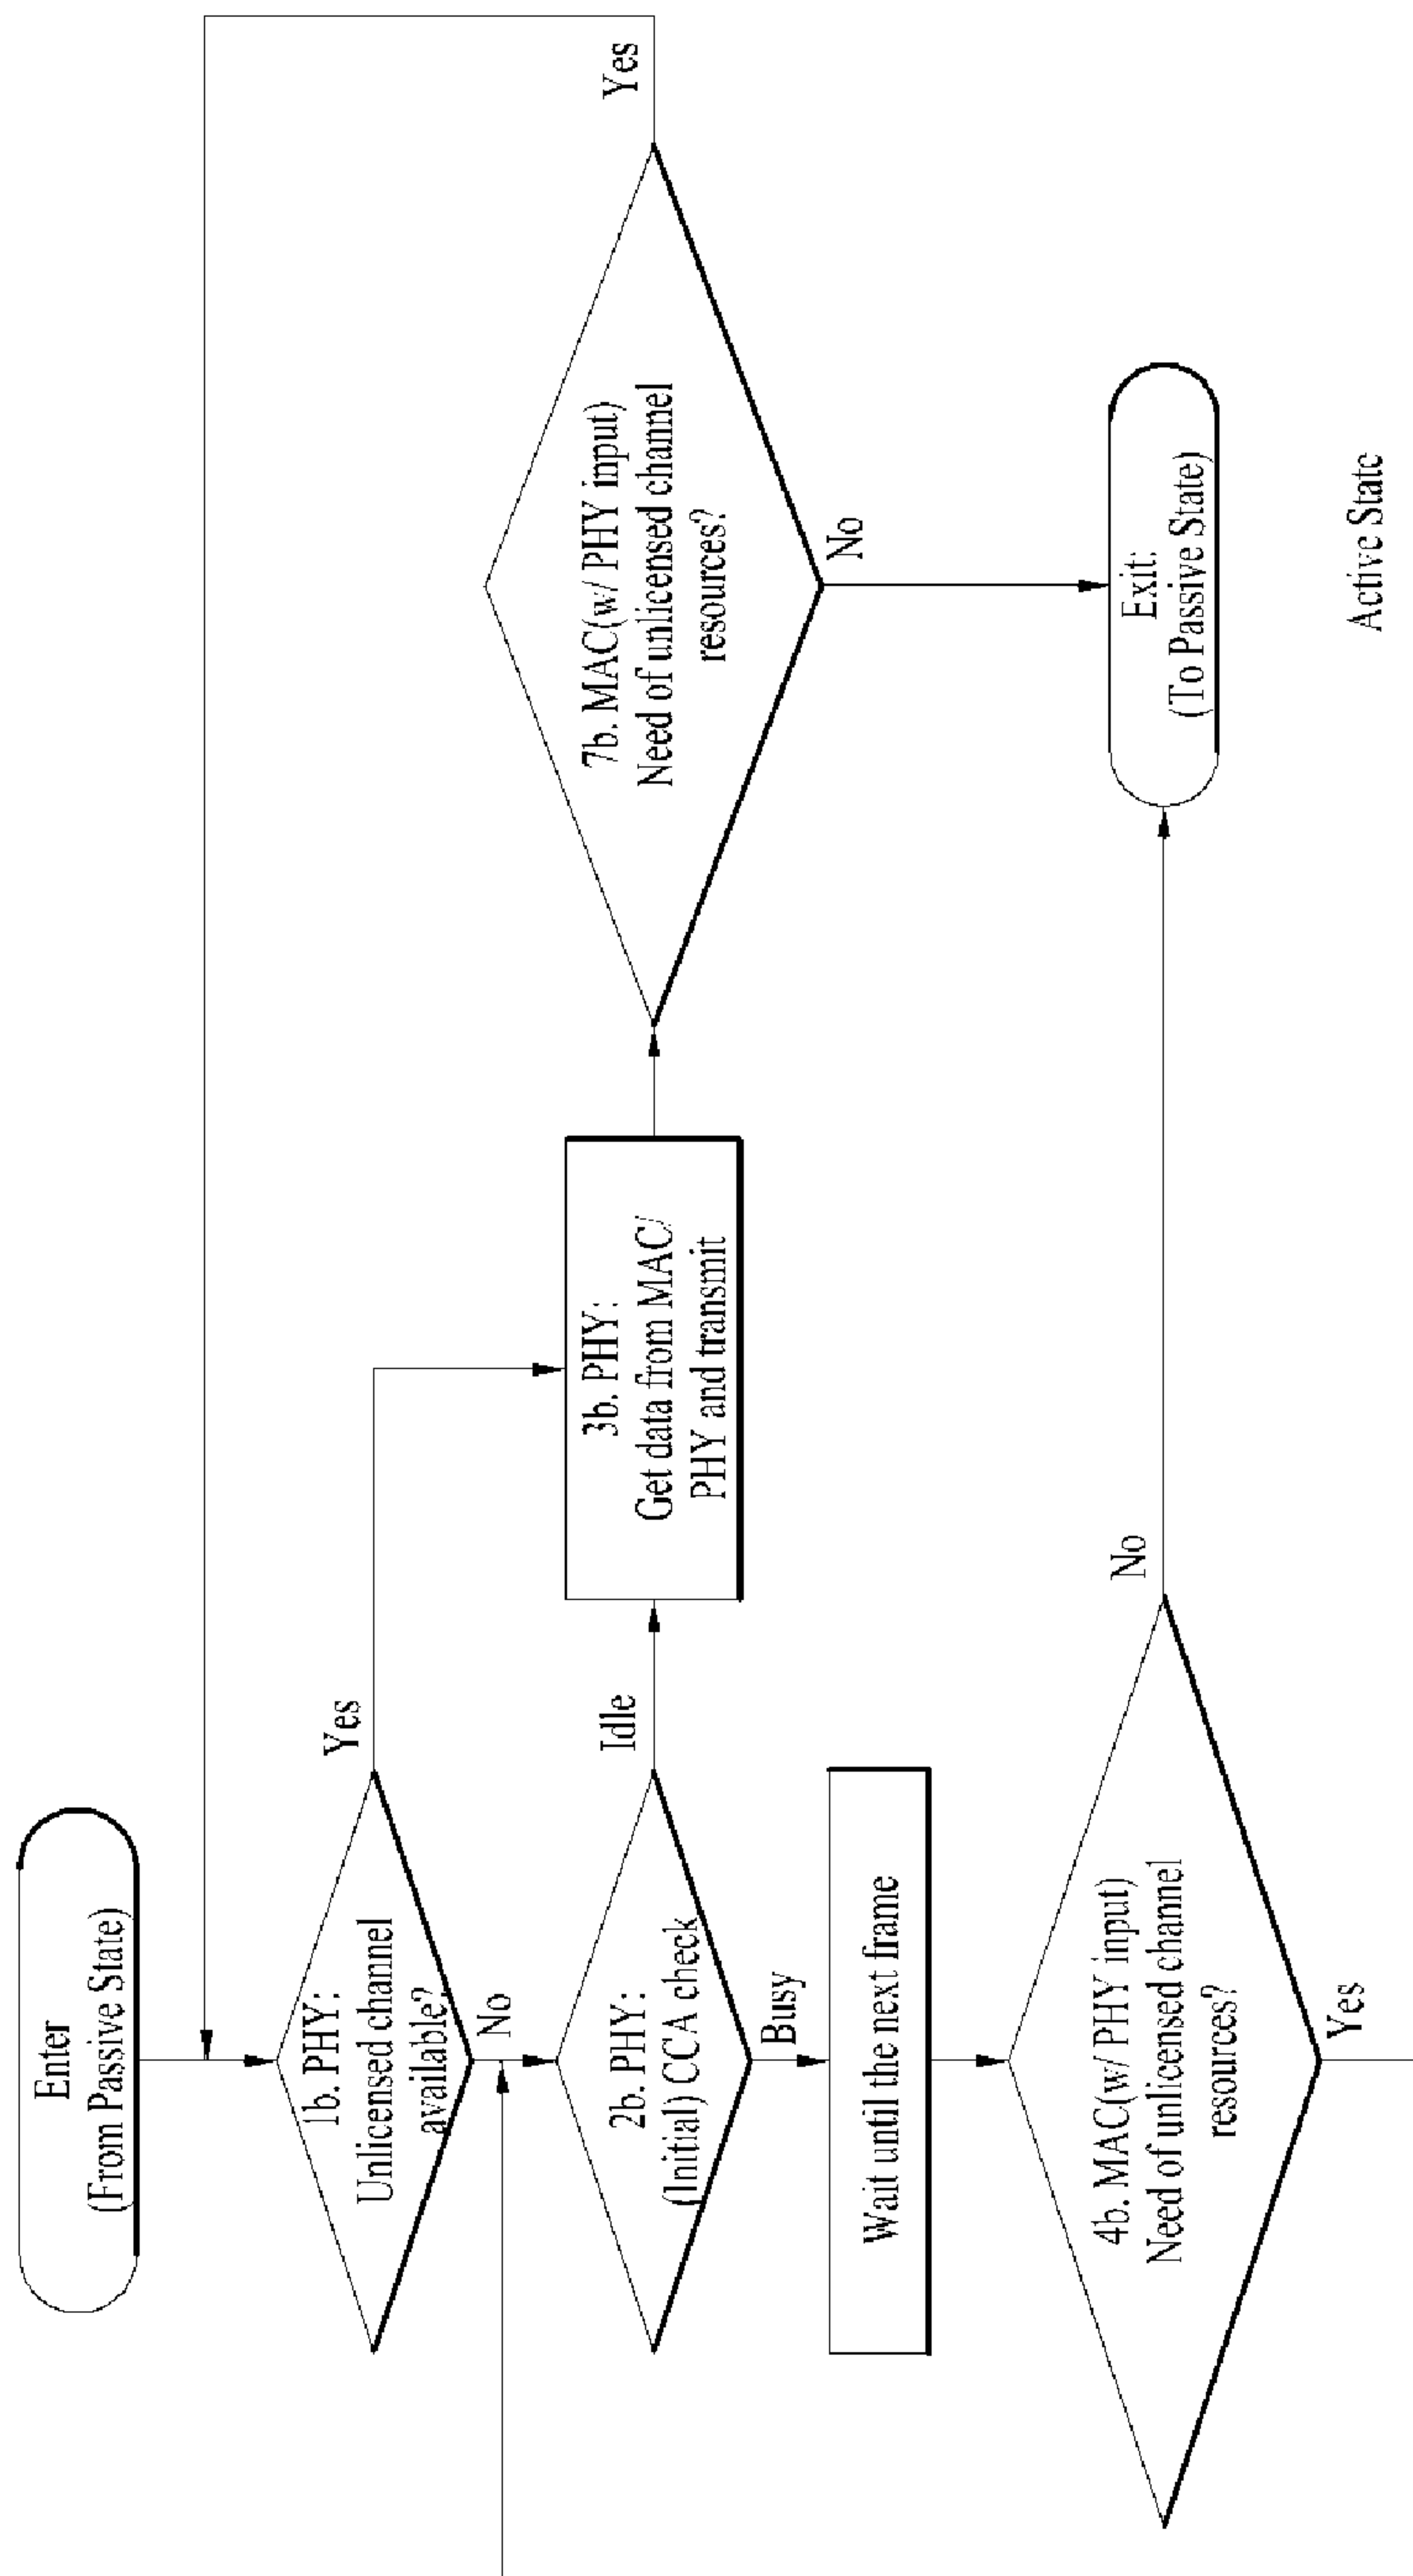 Enter
(From Passive State)
1b. PHY:
Unlicensed channel
available?
Yes
No
2b. PHY:
(Initial) CCA check
Idle
Busy
3b. PHY:
Get data from MAC/
PHY and transmit
7b. MAC(w/ PHY input)
Need of unlicensed channel
resources?
Yes
No
Wait until the next frame
4b. MAC(w/ PHY input)
Need of unlicensed channel
resources?
No
Yes
Exit:
(To Passive State)
Active State